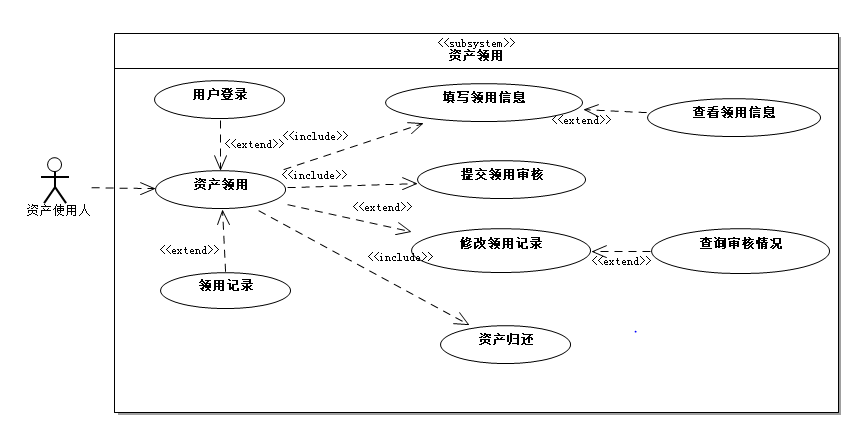 <<subsystem>>
资产领用
用户登录
填写领用信息
查看领用信息
<<extend>>
<<include>>
<<extend>>
<<include>>
资产领用
提交领用审核
资产使用人
<<extend>>
修改领用记录
查询审核情况
<<extend>>
<<include>>
<<extend>>
领用记录
资产归还